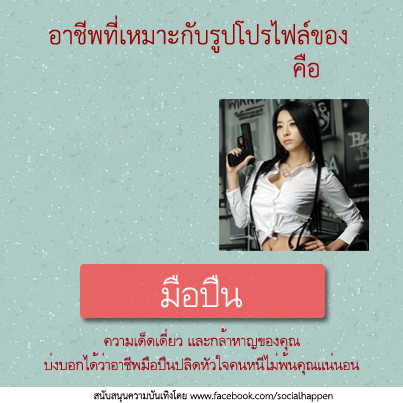 อาชีพที่เหมาะกับรูปโปรไฟล์ของ
คือ
มือปืน
ความเด็ดเดี่ยว และกล้าหาญของคุณ
บ่งบอกได้ว่าอาชีพมือปืนปลิดหัวใจคนหนีไม่พ้นคุณแน่นอน
สนับสนุนความบันเทิงโดย www.facebook.com/socialhappen